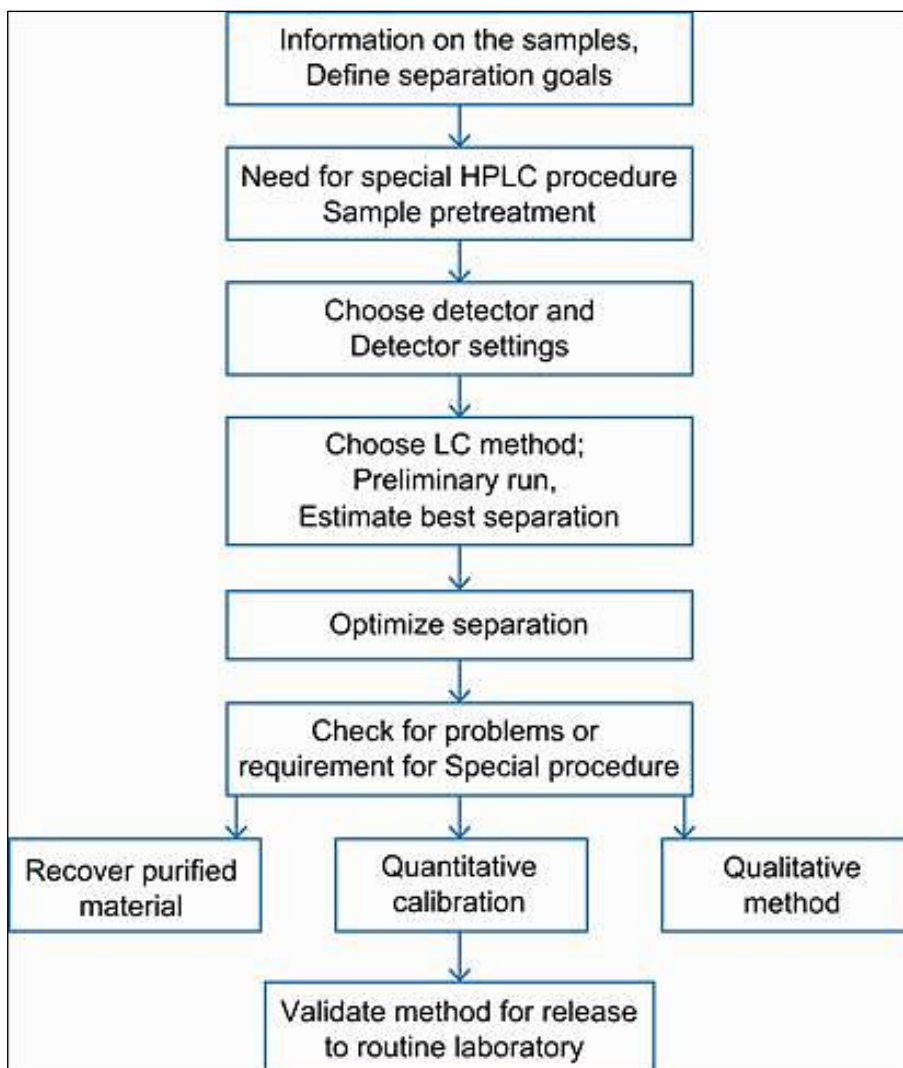 Information on the samples,
Define separation goals
Need for special HPLC procedure
Sample pretreatment
Choose detector and
Detector settings
Choose LC method;
Preliminary run,
Estimate best separation
Optimize separation
Check for problems or
requirement for Special procedure
Recover purified
material
Quantitative
calibration
Qualitative
method
Validate method for release
to routine laboratory